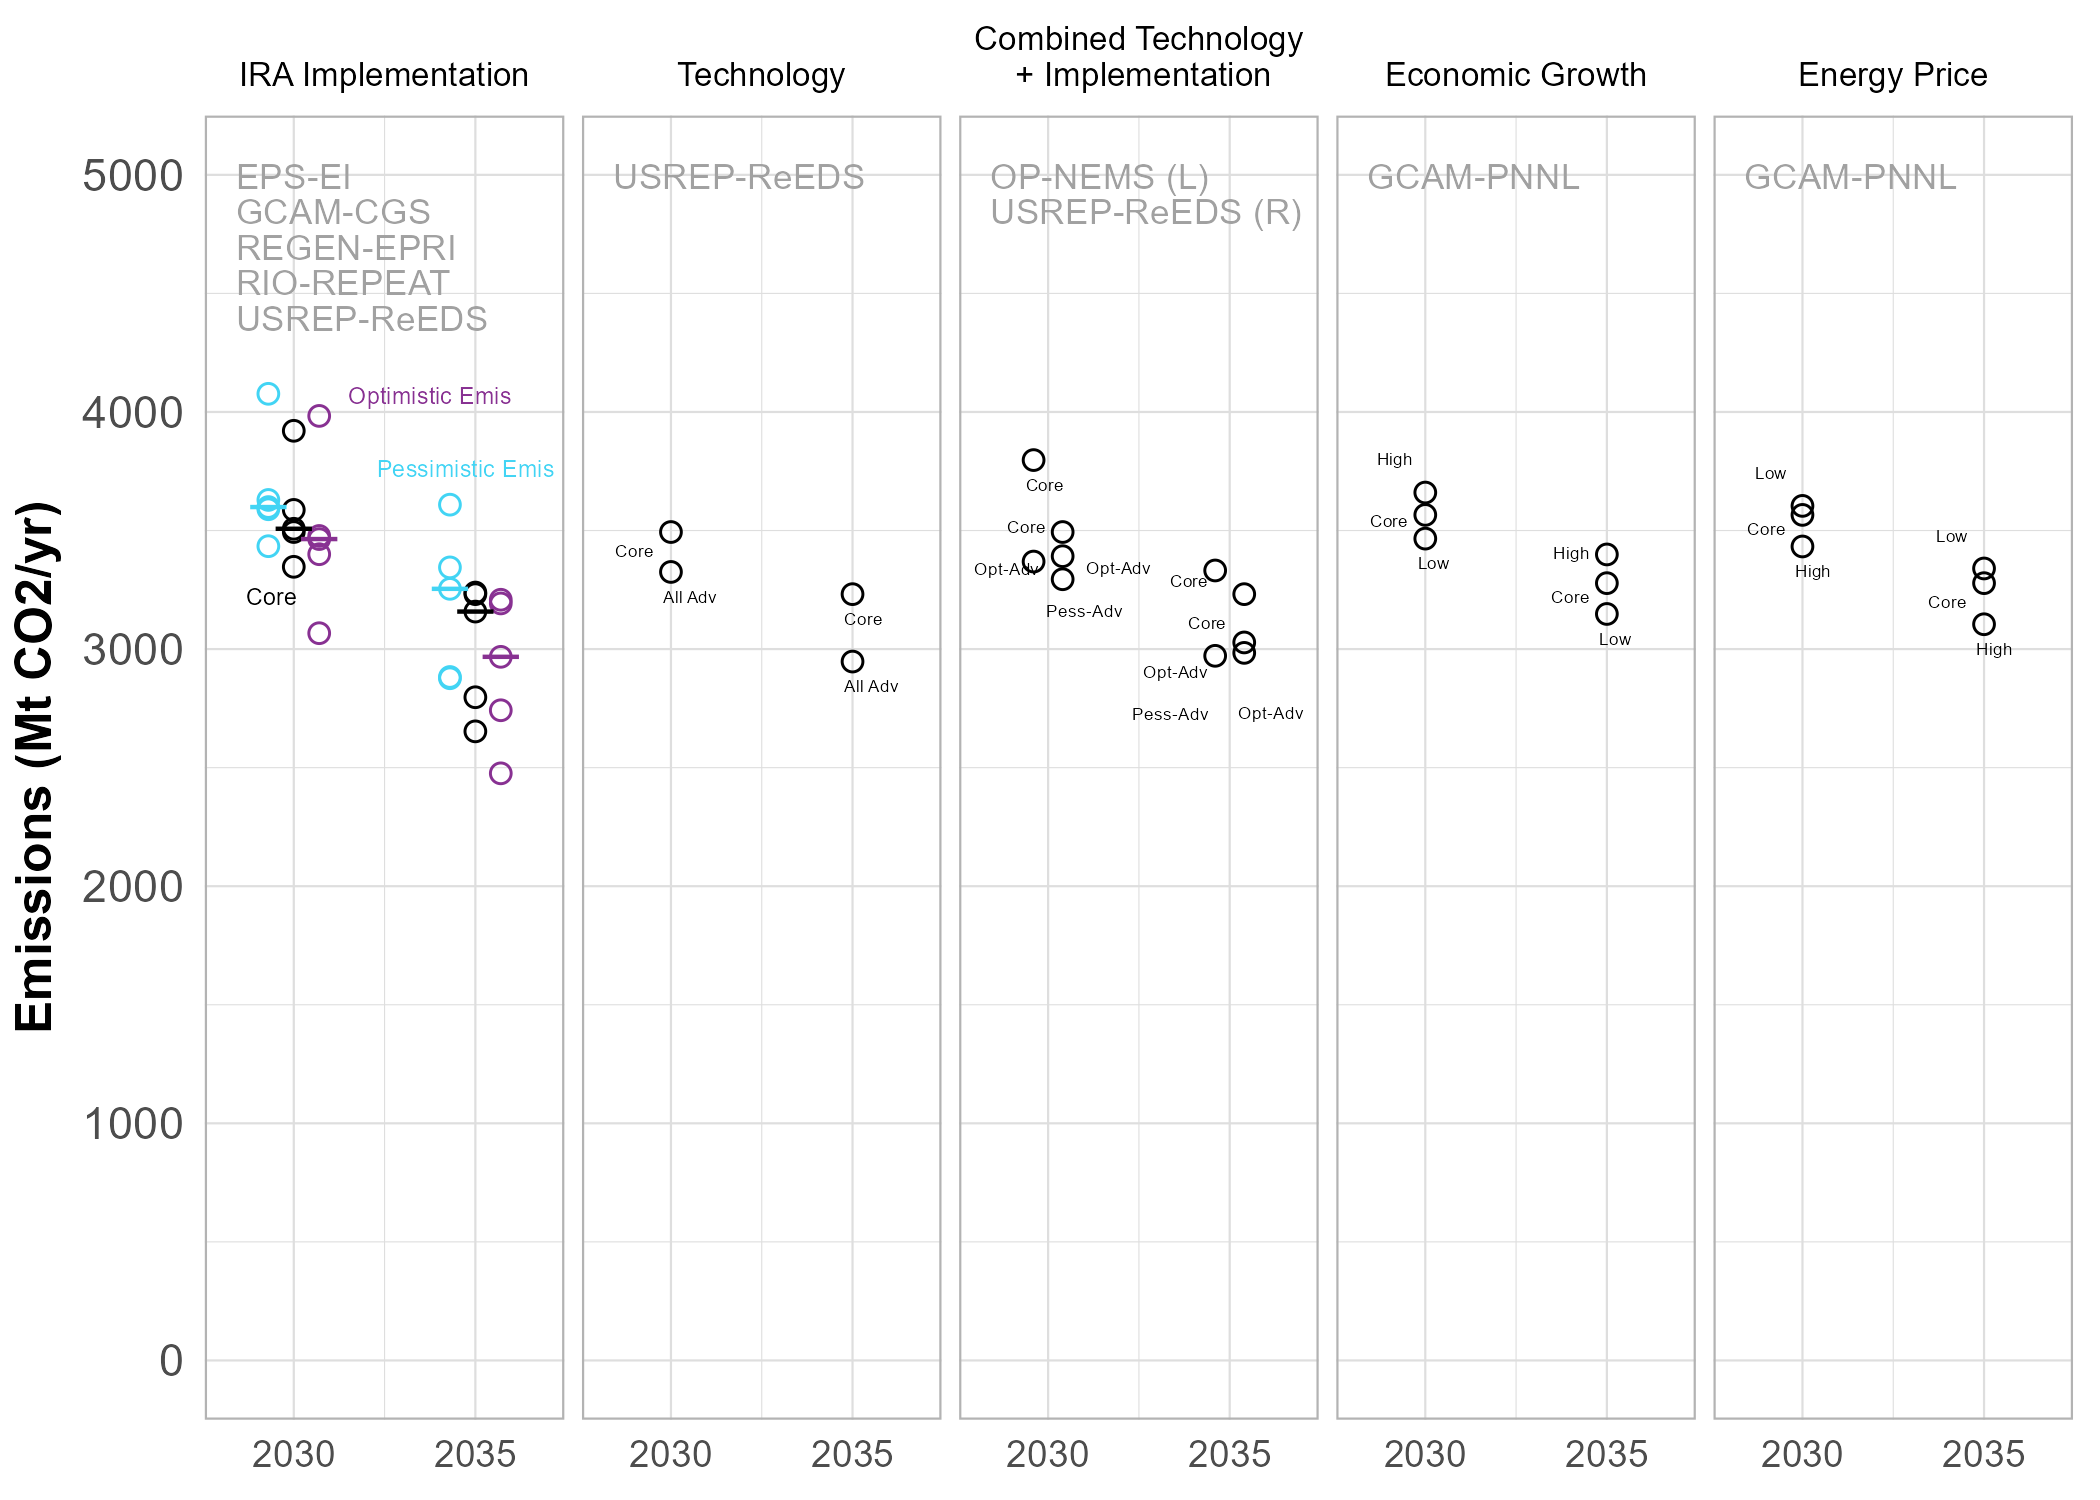 Combined Technology
IRA Implementation
Technology
+ Implementation
Economic Growth
Energy Price
Emissions (Mt CO2/yr)
5000
4000
3000
2000
1000
0
EPS-EI
GCAM-CGS
REGEN-EPRI
RIO-REPEAT
USREP-ReEDS
Optimistic Emis
Pessimistic Emis
Core
USREP-ReEDS
Core
All Adv
Core
All Adv
OP-NEMS (L)
USREP-ReEDS (R)
Core
Core
Opt-Adv
Opt-Adv
Pess-Adv
Core
Core
Opt-Adv
Pess-Adv
Opt-Adv
GCAM-PNNL
High
Core
Low
High
Core
Low
GCAM-PNNL
Low
Core
High
Low
Core
High
2030
2035
2030
2035
2030
2035
2030
2035
2030
2035